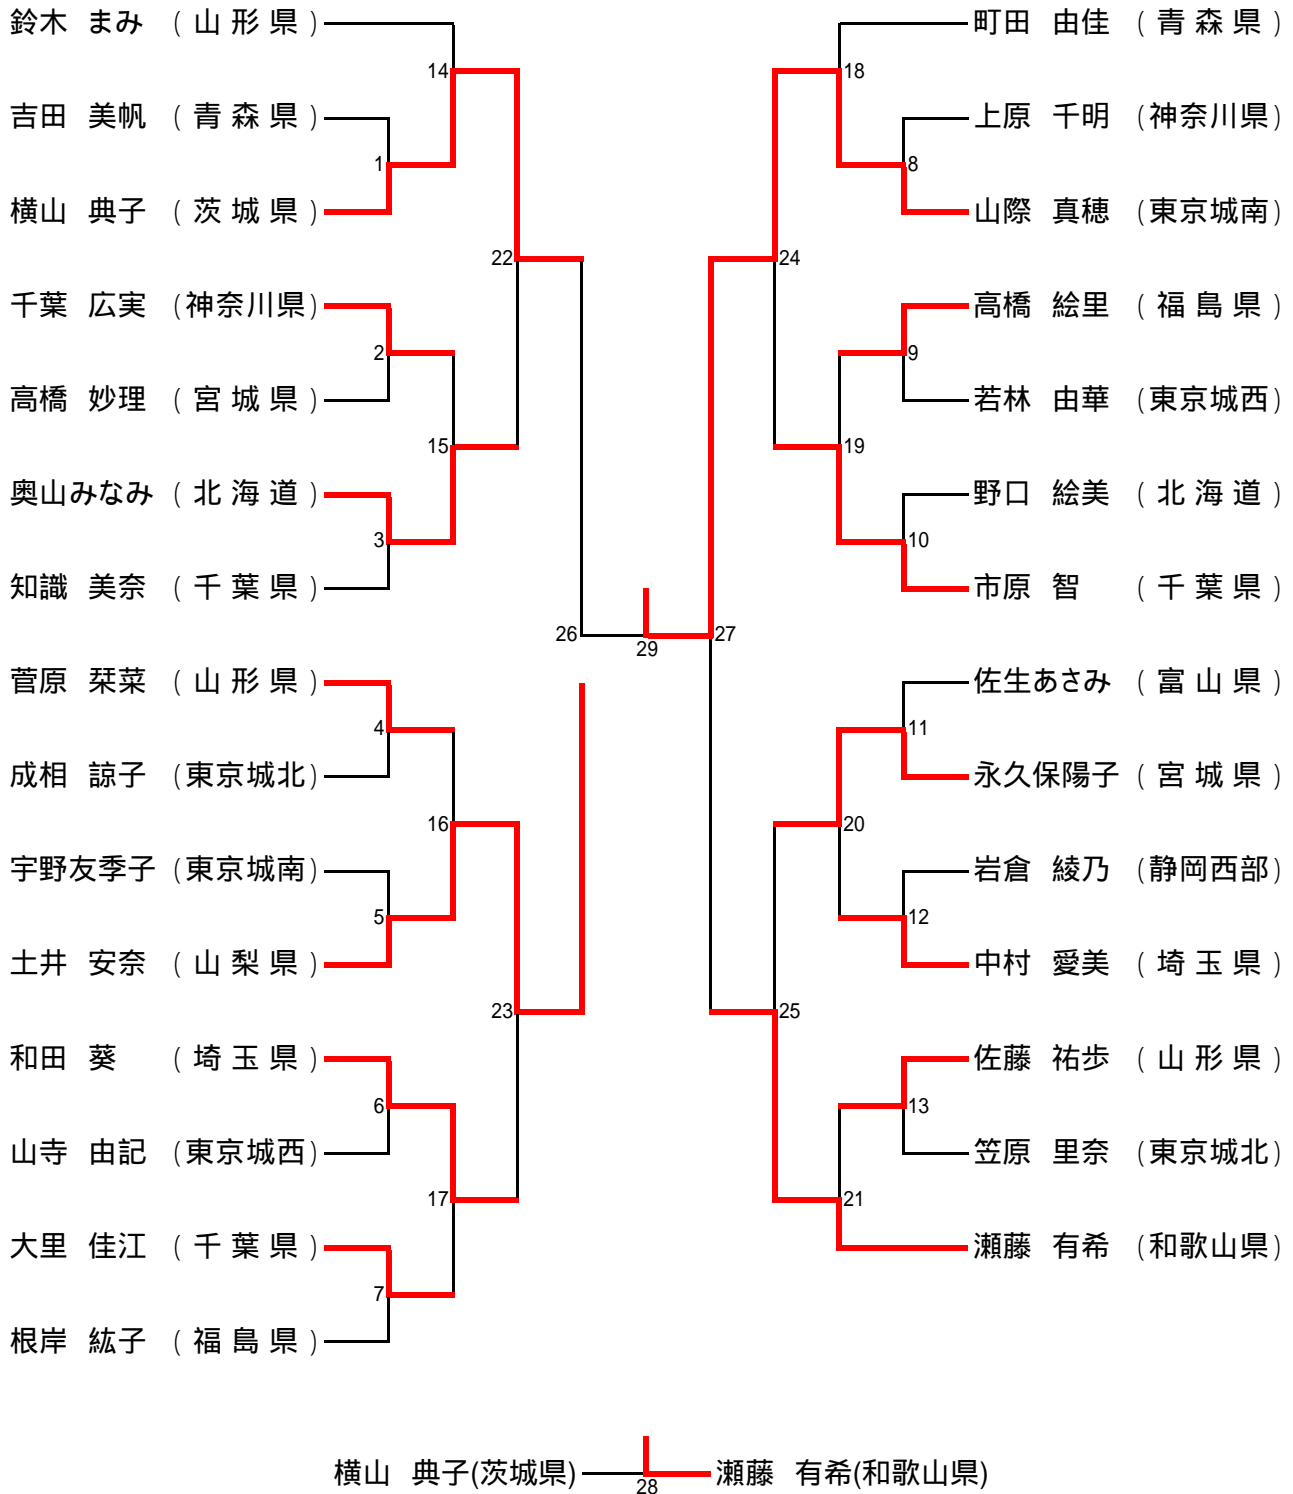 鈴木 まみ (山形県)
町田 由佳 (青森県)
14
18
吉田 美帆 (青森県)
上原 千明 (神奈川県)
1
8
横山 典子 (茨城県)
山際 真穂 (東京城南)
22
24
千葉 広実 (神奈川県)
高橋 絵里 (福島県)
2
9
高橋 妙理 (宮城県)
若林 由華 (東京城西)
15
19
奥山みなみ (北海道)
野口 絵美 (北海道)
3
10
知識 美奈 (千葉県)
市原 智 (千葉県)
26
27
29
菅原 栞菜 (山形県)
佐生あさみ (富山県)
4
11
成相 諒子 (東京城北)
永久保陽子 (宮城県)
16
20
宇野友季子 (東京城南)
岩倉 綾乃 (静岡西部)
5
12
土井 安奈 (山梨県)
中村 愛美 (埼玉県)
23
25
和田 葵 (埼玉県)
佐藤 祐歩 (山形県)
6
13
山寺 由記 (東京城西)
笠原 里奈 (東京城北)
17
21
大里 佳江 (千葉県)
瀬藤 有希 (和歌山県)
7
根岸 紘子 (福島県)
横山 典子(茨城県)
瀬藤 有希(和歌山県)
28